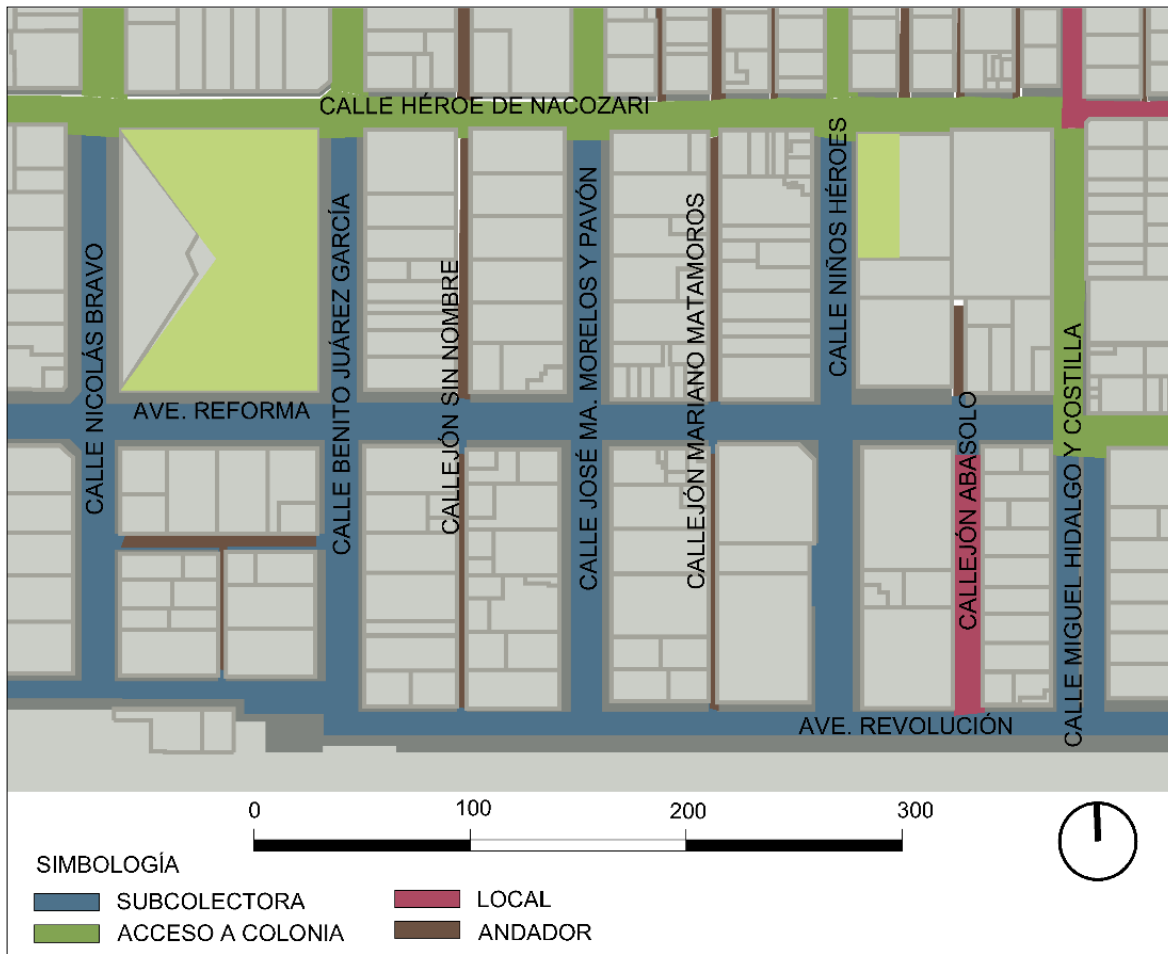 CALLE HÉROE DE NACOZARI
CALLE NICOLÁS BRAVO
AVE. REFORMA
CALLE BENITO JUÁREZ GARCÍA
CALLEJÓN SIN NOMBRE
CALLE JOSÉ MA. MORELOS Y PAVÓN
CALLEJÓN MARIANO MATAMOROS
CALLE NIÑOS HÉROES
CALLEJÓN ABASOLO
CALLE MIGUEL HIDALGO Y COSTILLA
AVE. REVOLUCIÓN
0 100 200 300
SIMBOLOGÍA
SUBCOLECTORA
LOCAL
ACCESO A COLONIA
ANDADOR